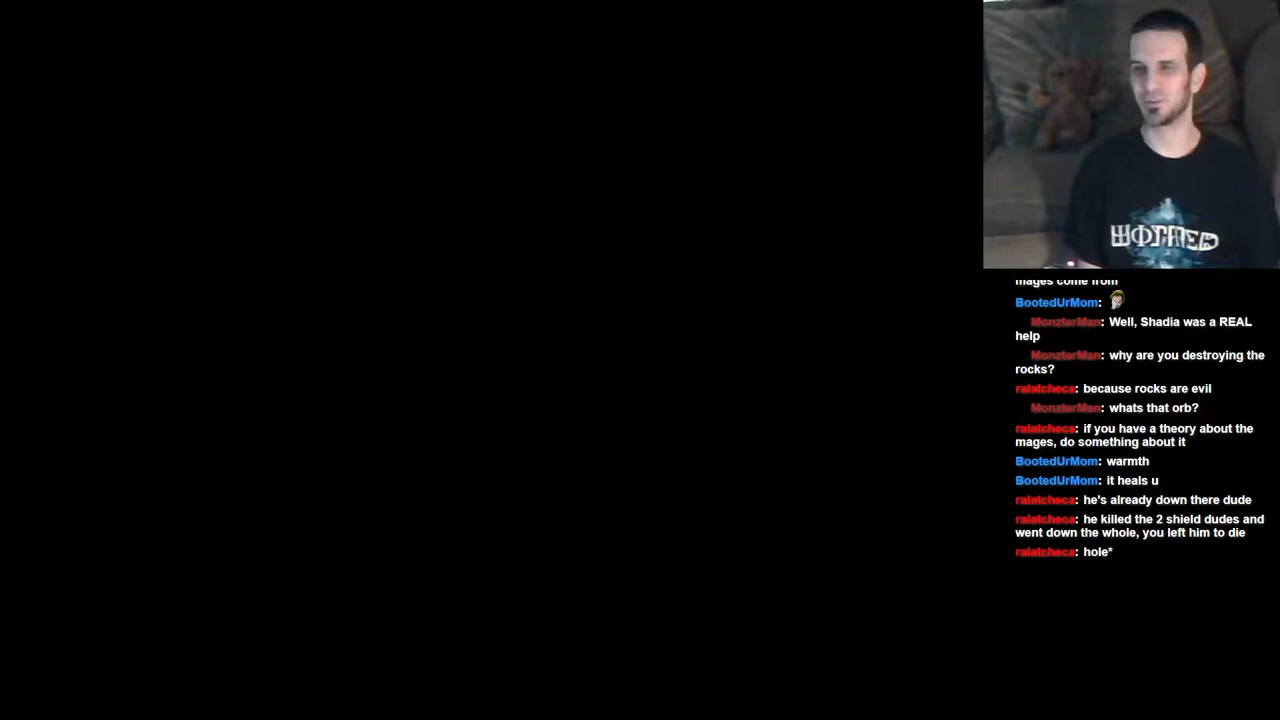 mages come from
BootedUrMom:
MonzterMan: Well, Shadia was a REAL
help
MonzterMan: why are you destroying the
rocks?
ralatcheca: because rocks are evil
MonzterMan: whats that orb?
ralatcheca: if you have a theory about the
mages, do something about it
BootedUrMom: warmth
BootedUrMom: it heals u
ralatcheca: he's already down there dude
ralatcheca: he killed the 2 shield dudes and
went down the whole, you left him to die
ralatcheca: hole*